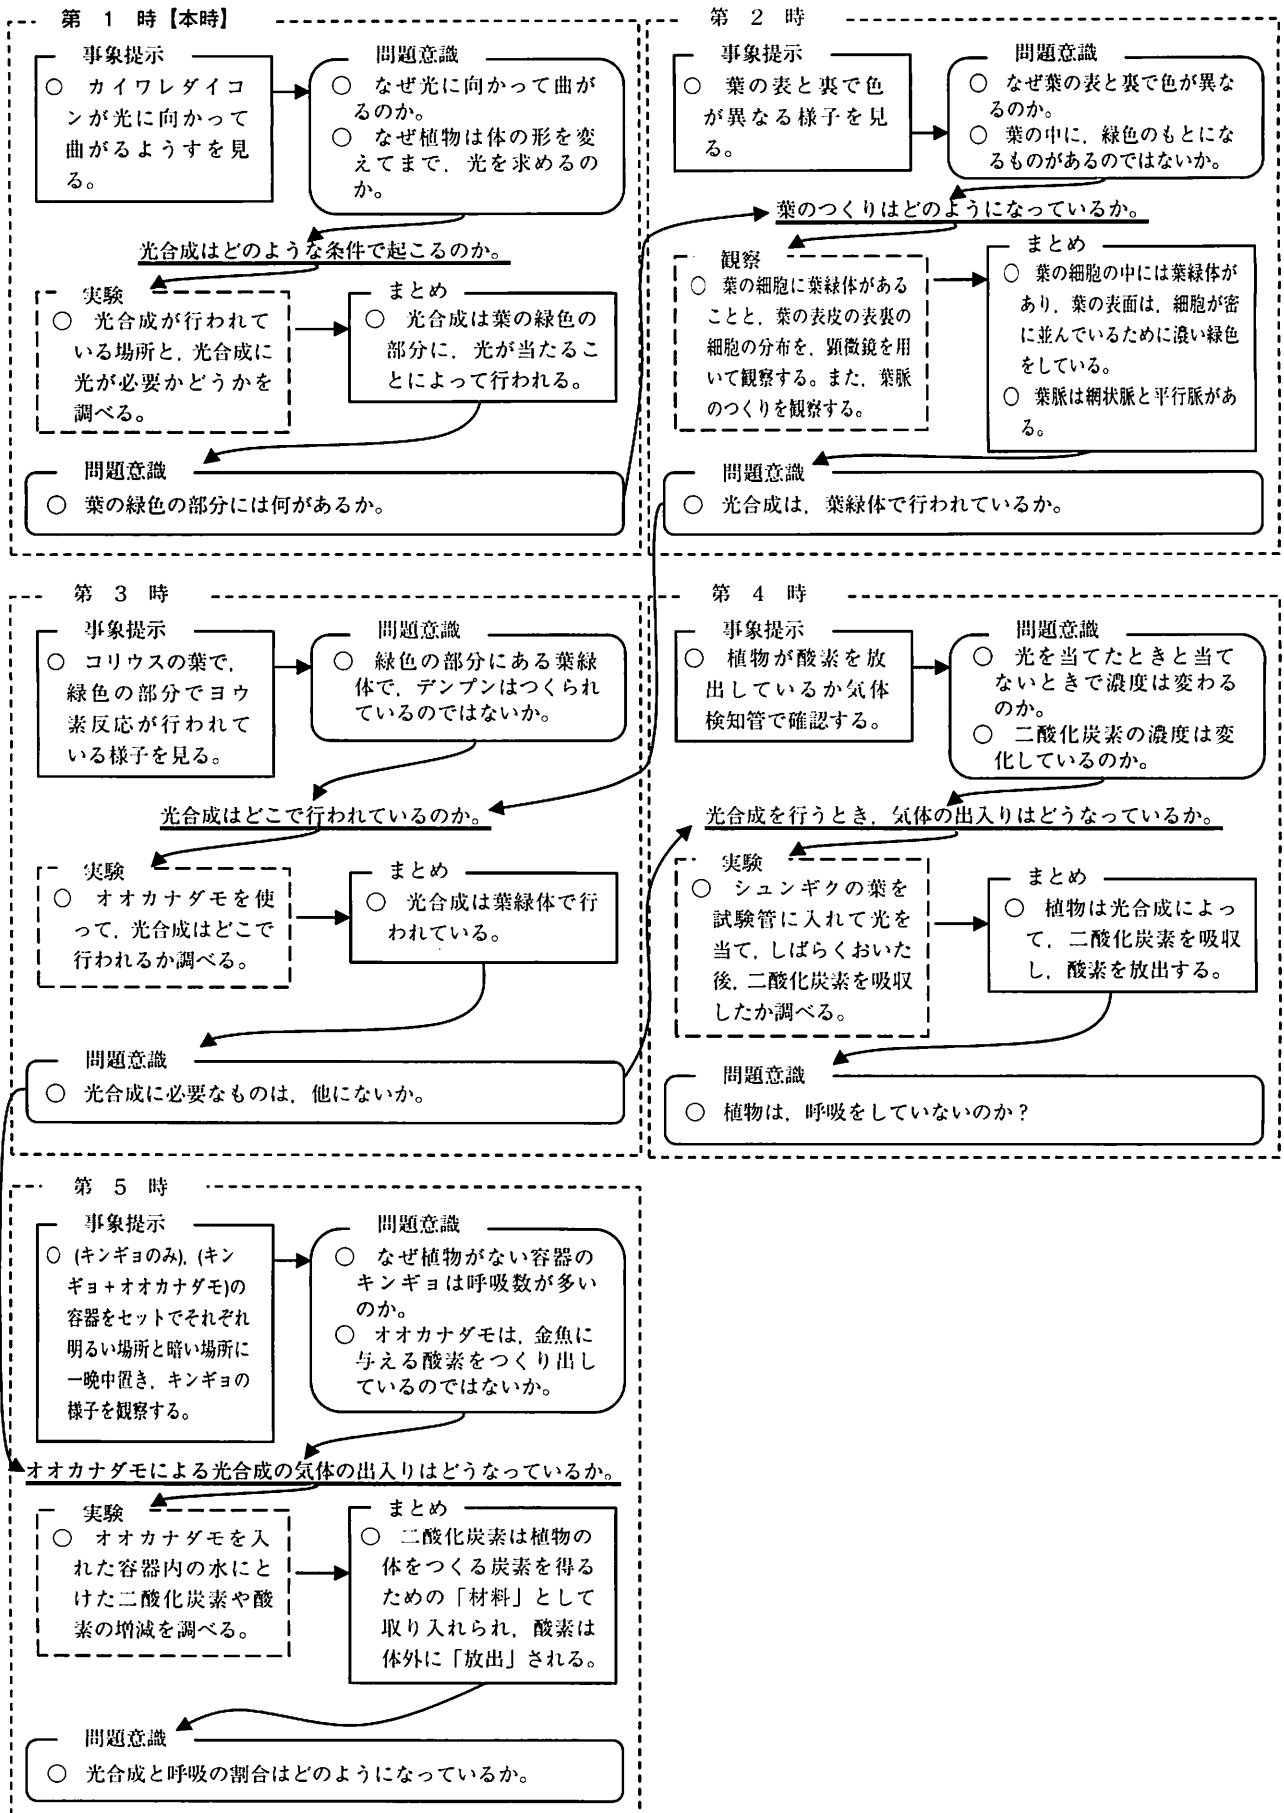 第 1 時【本時】
事象提示
○ カイワレダイコ
ンが光に向かって
曲がるようすを見
る。
問題意識
○ なぜ光に向かって曲が
るのか。
○ なぜ植物は体の形を変
えてまで，光を求めるの
か。
光合成はどのような条件で起こるのか。
実験
○ 光合成が行われて
いる場所と，光合成に
光が必要かどうかを
調べる。
まとめ
○ 光合成は葉の緑色の
部分に，光が当たるこ
とによって行われる。
問題意識
○ 葉の緑色の部分には何があるか。
第 2 時
事象提示
○ 葉の表と裏で色
が異なる様子を見
る。
問題意識
○ なぜ葉の表と裏で色が異な
るのか。
○ 葉の中に，緑色のもとにな
るものがあるのではないか。
葉のつくりはどのようになっているか。
観察
○ 葉の細胞に葉緑体がある
ことと，葉の表皮の表裏の
細胞の分布を，顕微鏡を用
いて観察する。また，葉脈
のつくりを観察する。
まとめ
○ 葉の細胞の中には葉緑体が
あり，葉の表面は，細胞が密
に並んでいるために濃い緑色
をしている。
○ 葉脈は網状脈と平行脈があ
る。
問題意識
○ 光合成は，葉緑体で行われているか。
第 3 時
事象提示
○ コリウスの葉で，
緑色の部分でヨウ
素反応が行われて
いる様子を見る。
問題意識
○ 緑色の部分にある葉緑
体で，デンプンはつくられ
ているのではないか。
光合成はどこで行われているのか。
実験
○ オオカナダモを使
って，光合成はどこで
行われるか調べる。
まとめ
○ 光合成は葉緑体で行
われている。
問題意識
○ 光合成に必要なものは，他にないか。
第 4 時
事象提示
○ 植物が酸素を放
出しているか気体
検知管で確認する。
問題意識
○ 光を当てたときと当て
ないときで濃度は変わる
のか。
○ 二酸化炭素の濃度は変
化しているのか。
光合成を行うとき，気体の出入りはどうなっているか。
実験
○ シュンギクの葉を
試験管に入れて光を
当て，しばらくおいた
後，二酸化炭素を吸収
したか調べる。
まとめ
○ 植物は光合成によっ
て，二酸化炭素を吸収
し，酸素を放出する。
問題意識
○ 植物は，呼吸をしていないのか？
第 5 時
事象提示
○ (キンギョのみ)，(キン
ギョ＋オオカナダモ)の
容器をセットでそれぞれ
明るい場所と暗い場所に
一晩中置き，キンギョの
様子を観察する。
問題意識
○ なぜ植物がない容器の
キンギョは呼吸数が多い
のか。
○ オオカナダモは，金魚に
与える酸素をつくり出し
ているのではないか。
オオカナダモによる光合成の気体の出入りはどうなっているか。
実験
○ オオカナダモを入
れた容器内の水にと
けた二酸化炭素や酸
素の増減を調べる。
まとめ
○ 二酸化炭素は植物の
体をつくる炭素を得る
ための「材料」として
取り入れられ，酸素は
体外に「放出」される。
問題意識
○ 光合成と呼吸の割合はどのようになっているか。